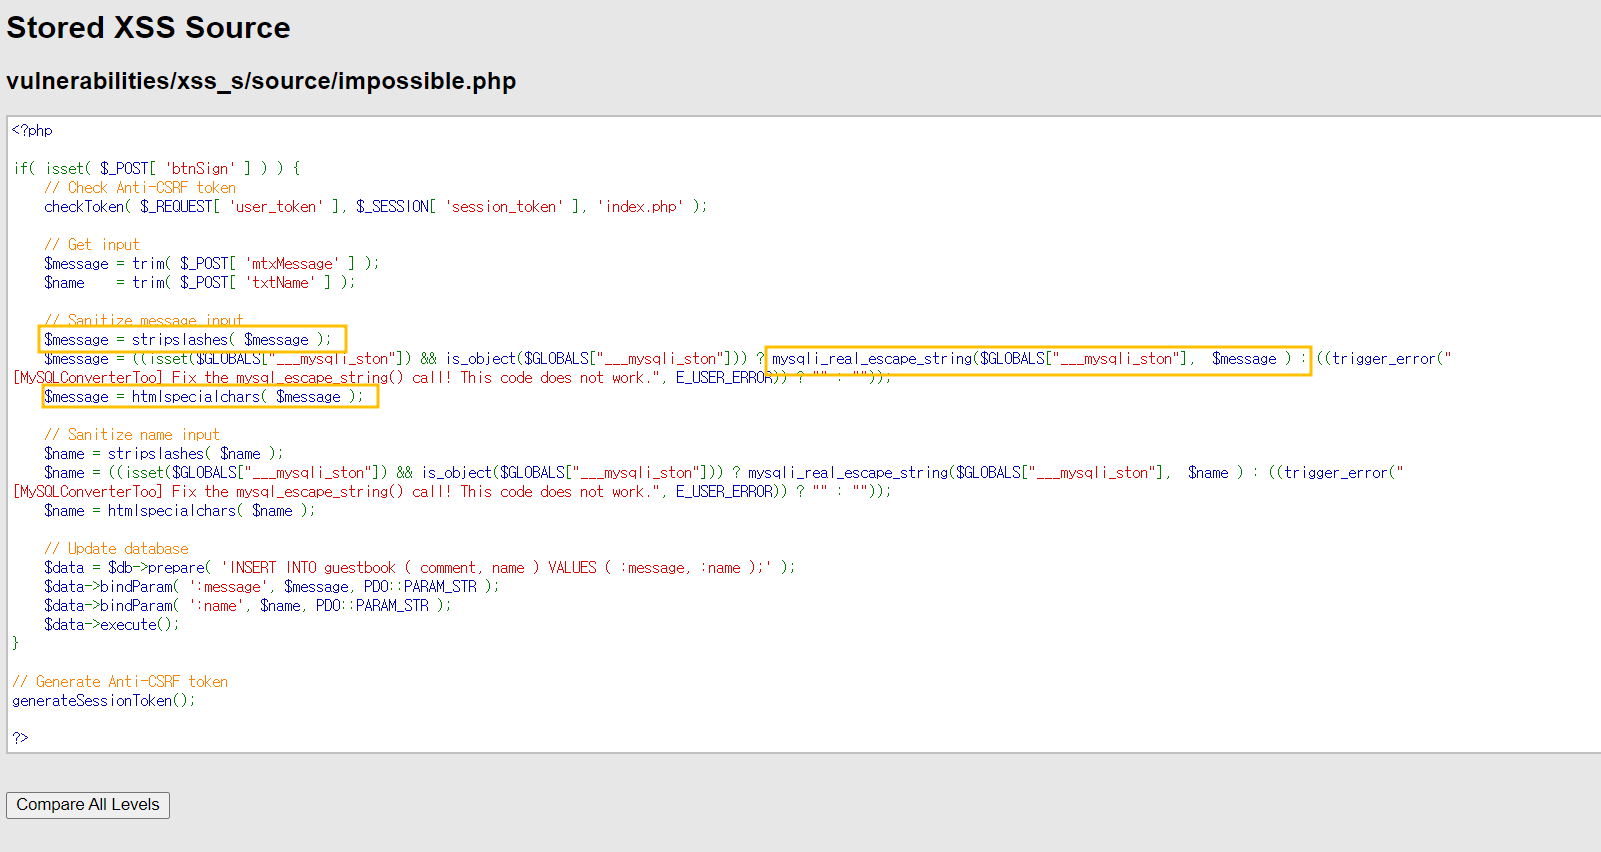 Stored XSS Source
vulnerabilities/xss_s/source/impossible.php
<?php
if( isset( $_POST[ 'btnSign' ] ) ) {
// Check Anti-CSRF token
checkToken( $_REQUEST[ 'user_token' ], $_SESSION[ 'session_token' ], 'index.php' );
// Get input
$message = trim( $_POST[ 'mtxMessage' ] );
$name    = trim( $_POST[ 'txtName' ] );
// Sanitize message input
$message = stripslashes( $message );
$message = ((isset($GLOBALS["___mysqli_ston"]) && is_object($GLOBALS["___mysqli_ston"])) ? mysqli_real_escape_string($GLOBALS["___mysqli_ston"],  $message ) : ((trigger_error("
[MySQLConverterToo] Fix the mysql_escape_string() call! This code does not work.", E_USER_ERROR)) ? "" : ""));
$message = htmlspecialchars( $message );
// Sanitize name input
$name = stripslashes( $name );
$name = ((isset($GLOBALS["___mysqli_ston"]) && is_object($GLOBALS["___mysqli_ston"])) ? mysqli_real_escape_string($GLOBALS["___mysqli_ston"],  $name ) : ((trigger_error("
[MySQLConverterToo] Fix the mysql_escape_string() call! This code does not work.", E_USER_ERROR)) ? "" : ""));
$name = htmlspecialchars( $name );
// Update database
$data = $db->prepare( 'INSERT INTO guestbook ( comment, name ) VALUES ( :message, :name );' );
$data->bindParam( ':message', $message, PDO::PARAM_STR );
$data->bindParam( ':name', $name, PDO::PARAM_STR );
$data->execute();
}
// Generate Anti-CSRF token
generateSessionToken();
?>
Compare All Levels